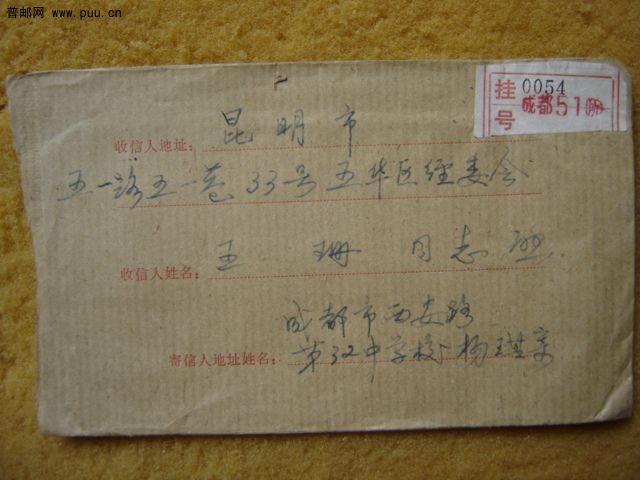 普邮网 www.puu.cn
挂号 0054
成都51
收信人地址: 昆明市
五一路五一巷33号五华区经委会
收信人姓名: 王珊同志
成都市西安路
寄信人地址姓名: 第32中学校 杨